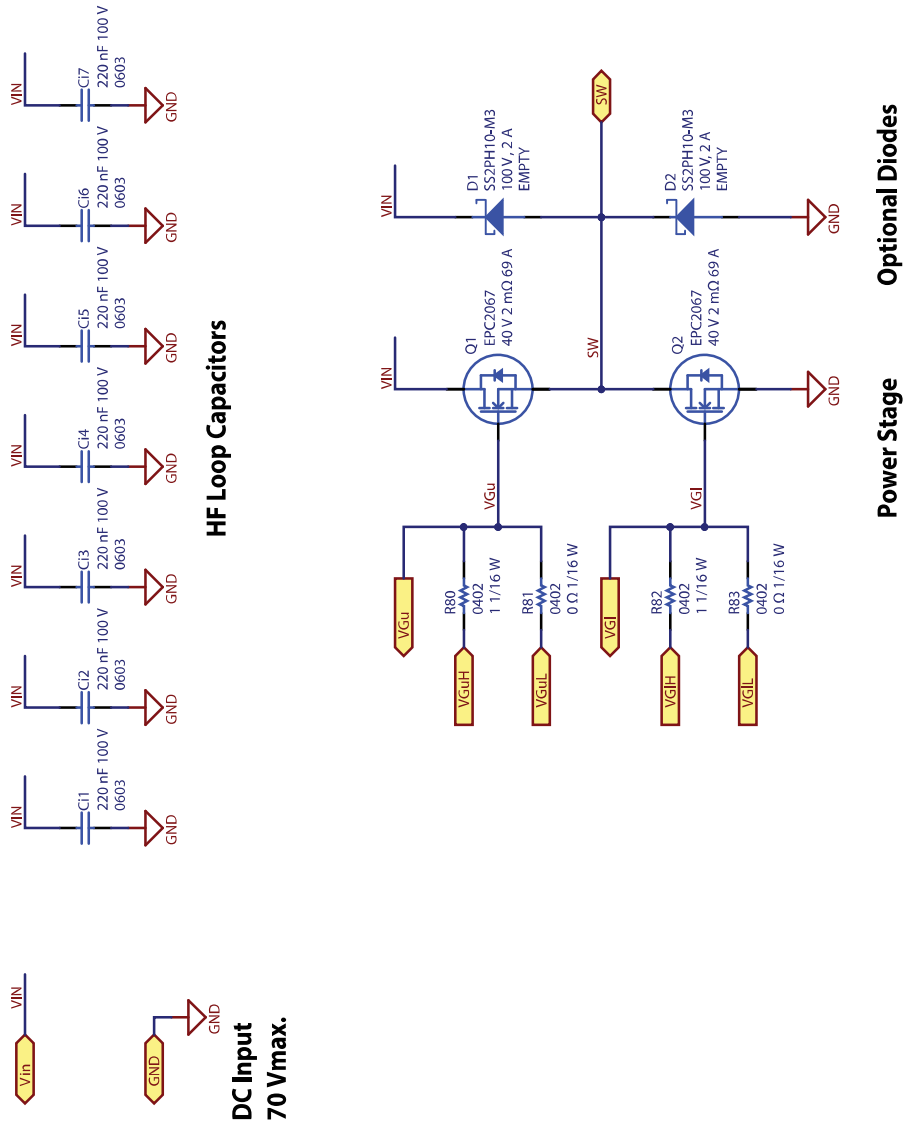 Vin
VIN
GND
GND
DC Input
70 Vmax.
VIN
Ci1
220 nF 100 V
0603
GND
VIN
Ci2
220 nF 100 V
0603
GND
VIN
Ci3
220 nF 100 V
0603
GND
VIN
Ci4
220 nF 100 V
0603
GND
VIN
Ci5
220 nF 100 V
0603
GND
VIN
Ci6
220 nF 100 V
0603
GND
VIN
Ci7
220 nF 100 V
0603
GND
HF Loop Capacitors
VGu
VGuH
R80
0402
1 1/16 W
VGuL
R81
0402
0 Ω 1/16 W
VGu
VIN
Q1
EPC2067
40 V 2 mΩ 69 A
VIN
D1
SS2PH10-M3
100 V, 2 A
EMPTY
SW
SW
VGl
VGlH
R82
0402
1 1/16 W
VGlL
R83
0402
0 Ω 1/16 W
VGl
Q2
EPC2067
40 V 2 mΩ 69 A
GND
D2
SS2PH10-M3
100 V, 2 A
EMPTY
GND
Power Stage
Optional Diodes